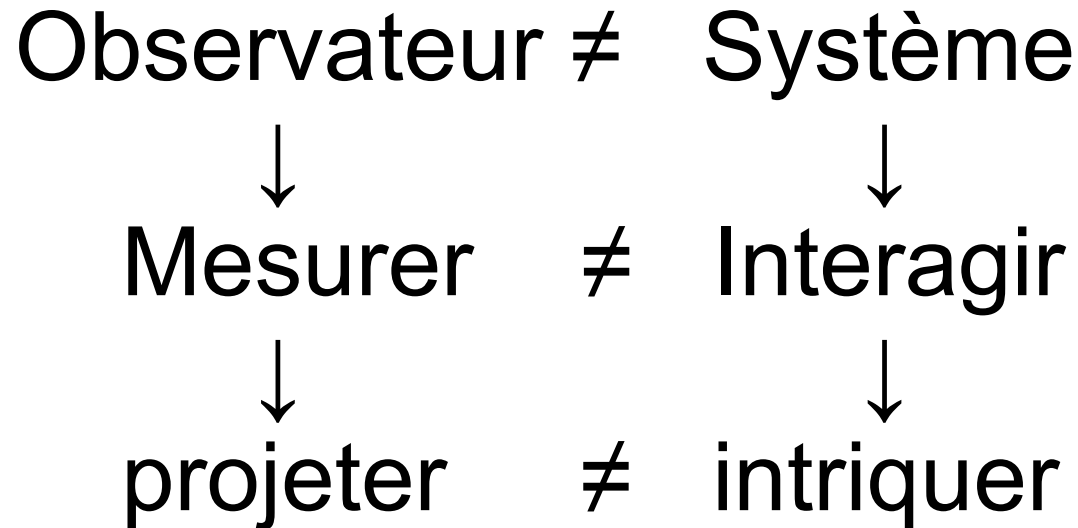 Observateur ≠ Système
↓ ↓
Mesurer ≠ Interagir
↓ ↓
projeter ≠ intriquer